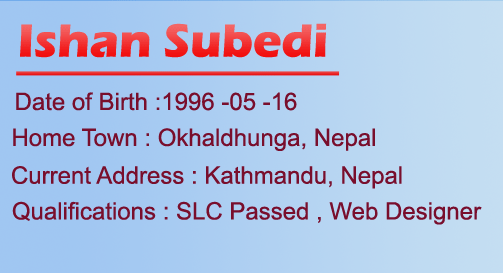 Ishan Subedi
Date of Birth :1996 -05 -16
Home Town : Okhaldhunga, Nepal
Current Address : Kathmandu, Nepal
Qualifications : SLC Passed , Web Designer